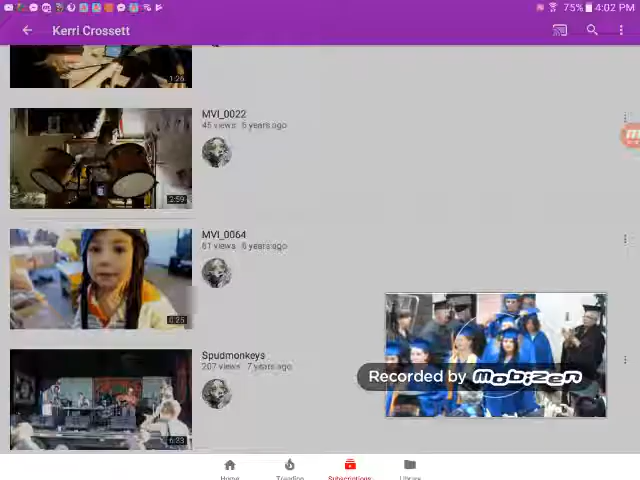 75% 4:02 PM
Kerri Crossett
1:26
MVI_0022
45 views 6 years ago
2:59
MVI_0064
61 views 6 years ago
0:25
Spudmonkeys
207 views 7 years ago
6:33
Recorded by Mobizen
Home Trending Subscriptions Library